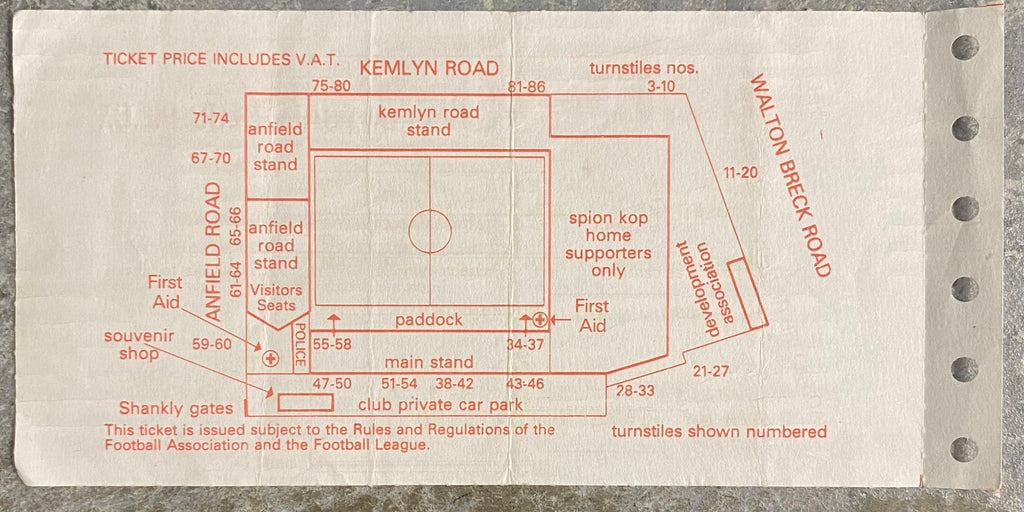 TICKET PRICE INCLUDES V.A.T.
KEMLYN ROAD
turnstiles nos.
75-80
81-86
3-10
WALTON BRECK ROAD
71-74
anfield
road
stand
kemlyn road
stand
67-70
11-20
ANFIELD ROAD
65-66
61-64
anfield
road
stand
Visitors
Seats
spion kop
home
supporters
only
development
association
First
Aid
paddock
First
Aid
souvenir
shop
59-60
POLICE
55-58
34-37
main stand
21-27
47-50
51-54
38-42
43-46
28-33
Shankly gates
club private car park
This ticket is issued subject to the Rules and Regulations of the
Football Association and the Football League.
turnstiles shown numbered